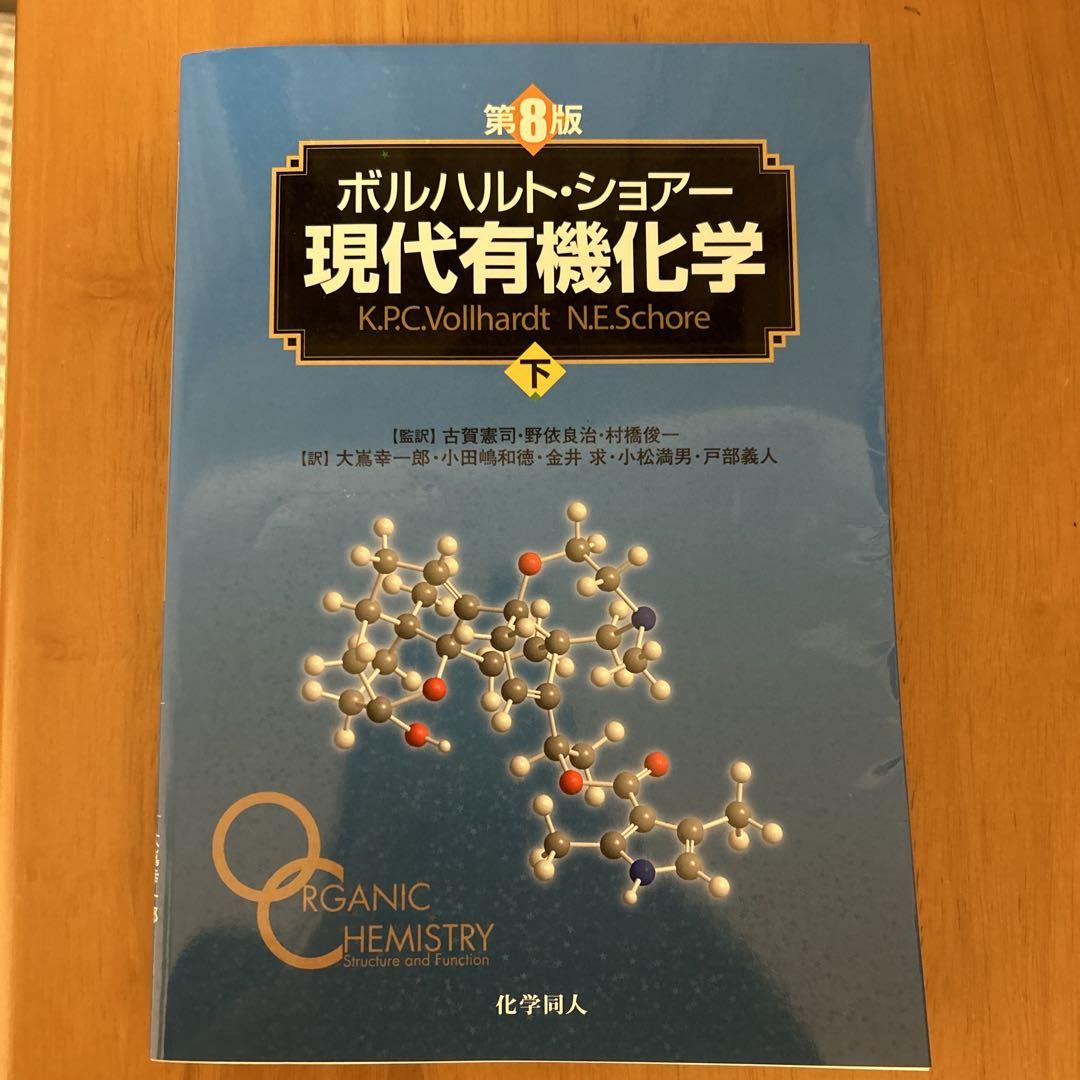 第8版
ボルハルト・ショアー
現代有機化学
K.P.C.Vollhardt N.E.Schore
下
【監訳】古賀憲司・野依良治・村橋俊一
【訳】大嶌幸一郎・小田嶋和徳・金井 求・小松満男・戸部義人
ORGANIC
CHEMISTRY
Structure and Function
化学同人